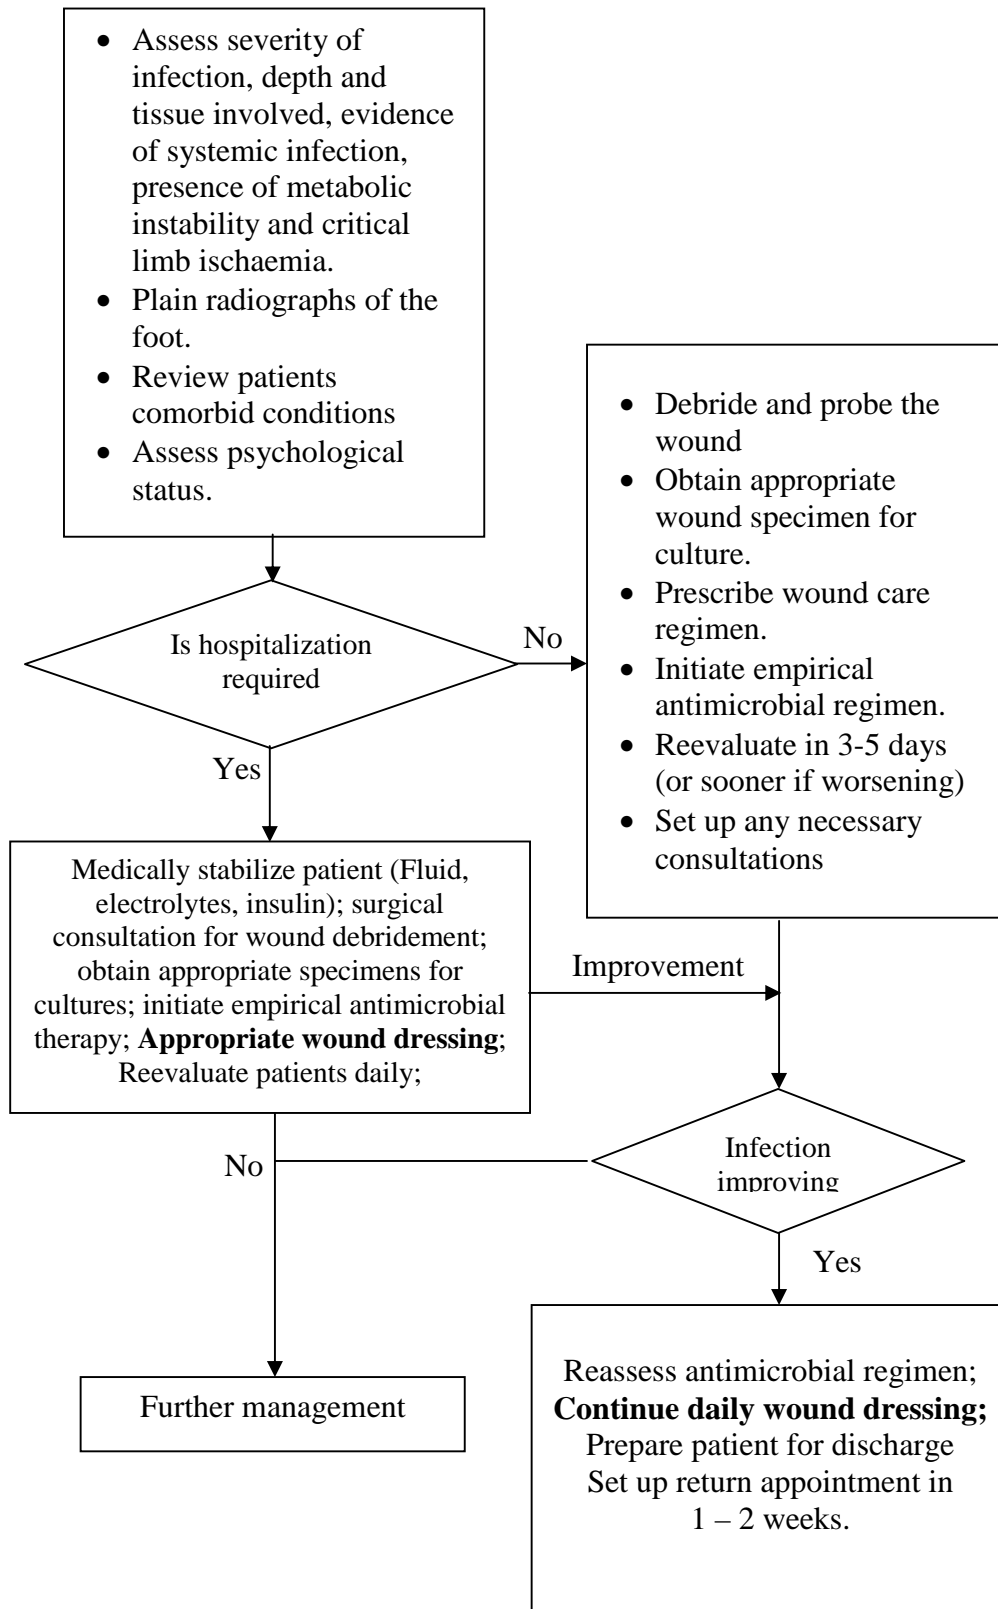 • Assess severity of
infection, depth and
tissue involved, evidence
of systemic infection,
presence of metabolic
instability and critical
limb ischaemia.
• Plain radiographs of the
foot.
• Review patients
comorbid conditions
• Assess psychological
status.
Is hospitalization
required
No
• Debride and probe the
wound
• Obtain appropriate
wound specimen for
culture.
• Prescribe wound care
regimen.
• Initiate empirical
antimicrobial regimen.
• Reevaluate in 3-5 days
(or sooner if worsening)
• Set up any necessary
consultations
Yes
Medically stabilize patient (Fluid,
electrolytes, insulin); surgical
consultation for wound debridement;
obtain appropriate specimens for
cultures; initiate empirical antimicrobial
therapy; Appropriate wound dressing;
Reevaluate patients daily;
Improvement
Infection
improving
No
Yes
Further management
Reassess antimicrobial regimen;
Continue daily wound dressing;
Prepare patient for discharge
Set up return appointment in
1 – 2 weeks.